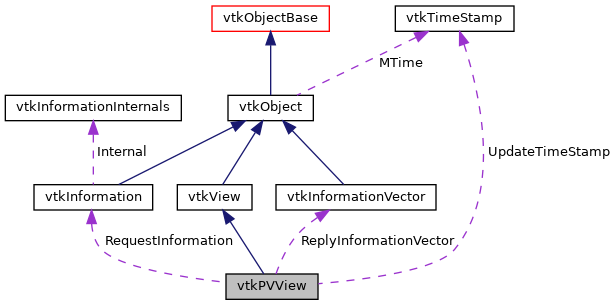 vtkObjectBase
vtkTimeStamp
MTime
vtkInformationInternals
vtkObject
Internal
UpdateTimeStamp
vtkInformation
vtkView
vtkInformationVector
RequestInformation
ReplyInformationVector
vtkPVView